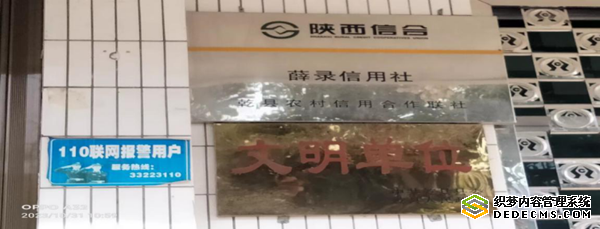 陕西信合
薛录信用社
乾县农村信用合作联社
文明单位
110联网报警用户
服务热线:
33223110
OPPO A33
织梦内容管理系统
DEDECMS.COM